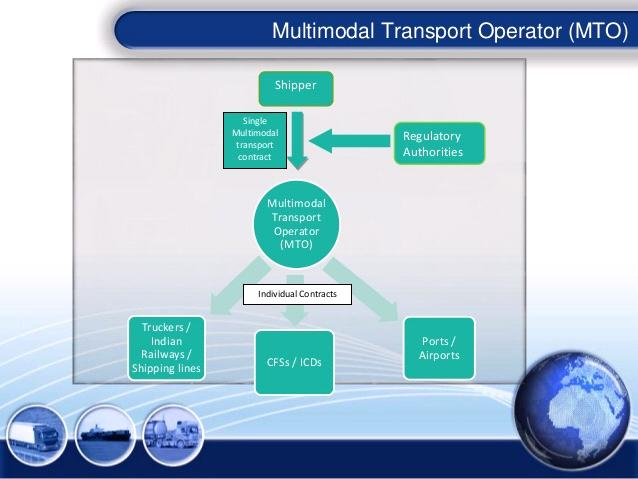 Multimodal Transport Operator (MTO)
Shipper
Single
Multimodal
transport
contract
Regulatory
Authorities
Multimodal
Transport
Operator
(MTO)
Individual Contracts
Truckers /
Indian
Railways /
Shipping lines
CFSs / ICDs
Ports /
Airports